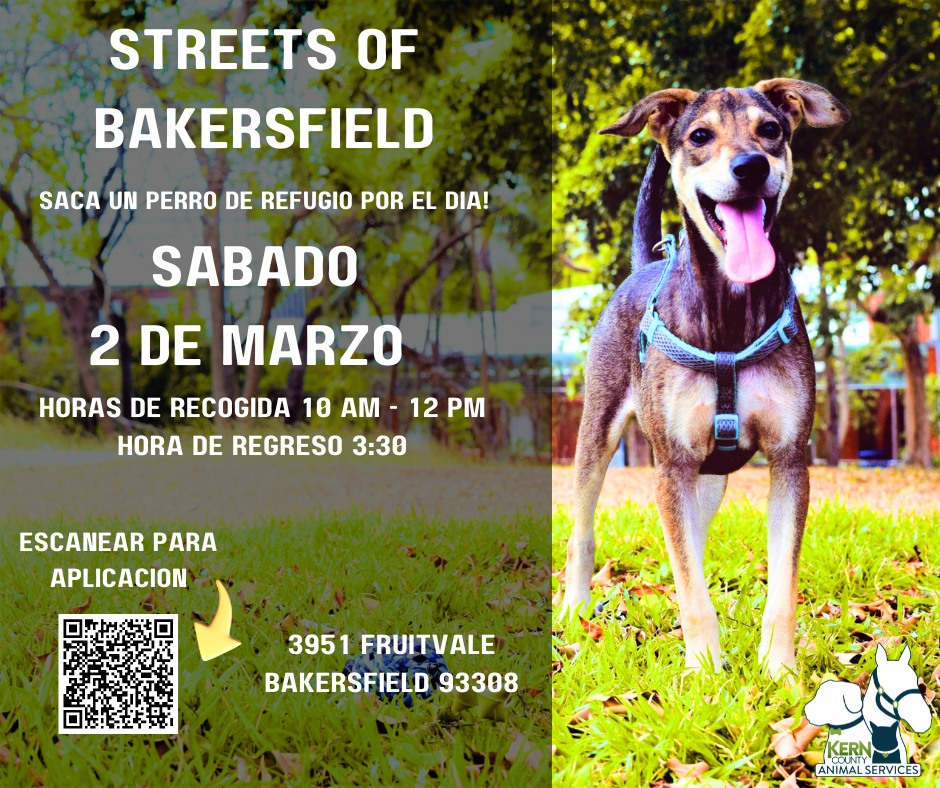 STREETS OF
BAKERSFIELD
SACA UN PERRO DE REFUGIO POR EL DIA!
SABADO
2 DE MARZO
HORAS DE RECOGIDA 10 AM - 12 PM
HORA DE REGRESO 3:30
ESCANEAR PARA
APLICACION
3951 FRUITVALE
BAKERSFIELD 93308
KERN
COUNTY
ANIMAL SERVICES